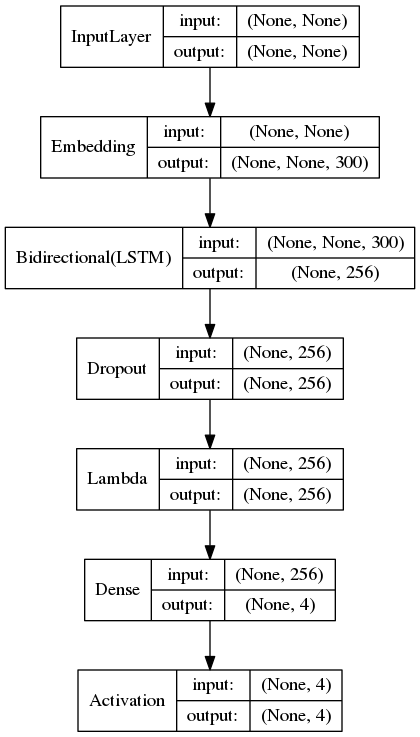 InputLayer
input: (None, None)
output: (None, None)
Embedding
input: (None, None)
output: (None, None, 300)
Bidirectional(LSTM)
input: (None, None, 300)
output: (None, 256)
Dropout
input: (None, 256)
output: (None, 256)
Lambda
input: (None, 256)
output: (None, 256)
Dense
input: (None, 256)
output: (None, 4)
Activation
input: (None, 4)
output: (None, 4)